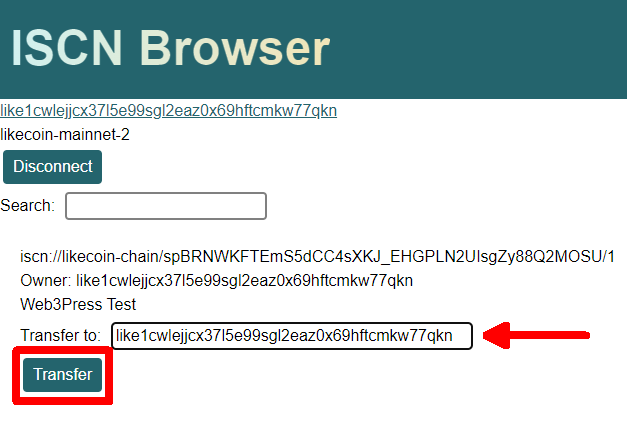 ISCN Browser
like1cwlejjcx37l5e99sgl2eaz0x69hftcmkw77qkn
likecoin-mainnet-2
Disconnect
Search:
iscn://likecoin-chain/spBRNWKFTEmS5dCC4sXKJ_EHGPLN2UIsgZy88Q2MOSU/1
Owner: like1cwlejjcx37l5e99sgl2eaz0x69hftcmkw77qkn
Web3Press Test
Transfer to: like1cwlejjcx37l5e99sgl2eaz0x69hftcmkw77qkn
Transfer